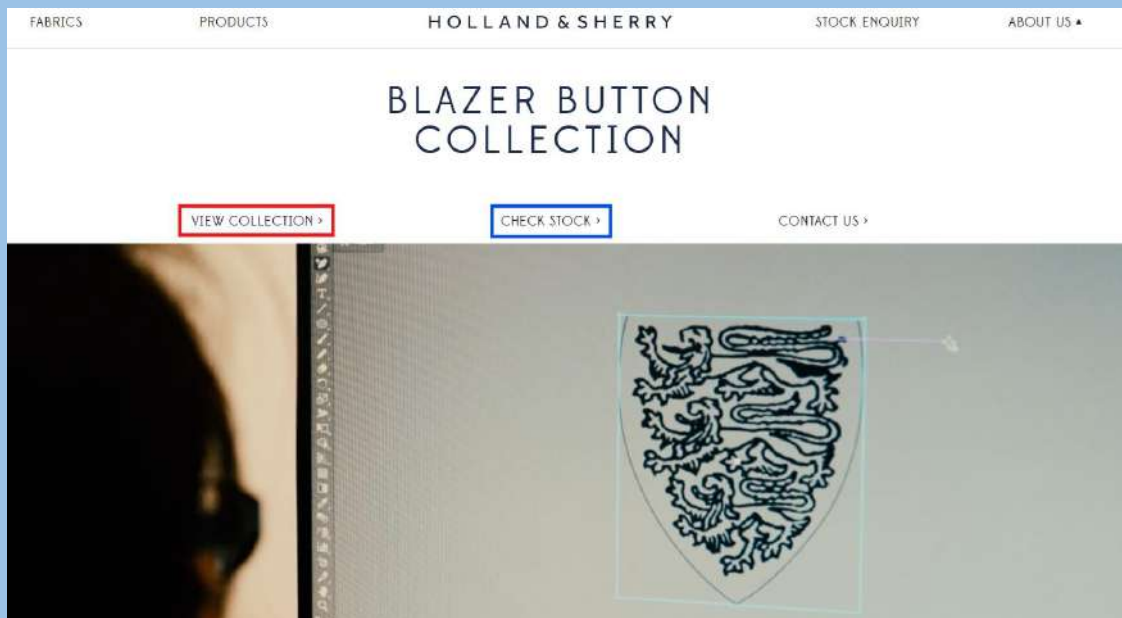 FABRICS
PRODUCTS
HOLLAND & SHERRY
STOCK ENQUIRY
ABOUT US ▲
BLAZER BUTTON
COLLECTION
VIEW COLLECTION ›
CHECK STOCK ›
CONTACT US ›